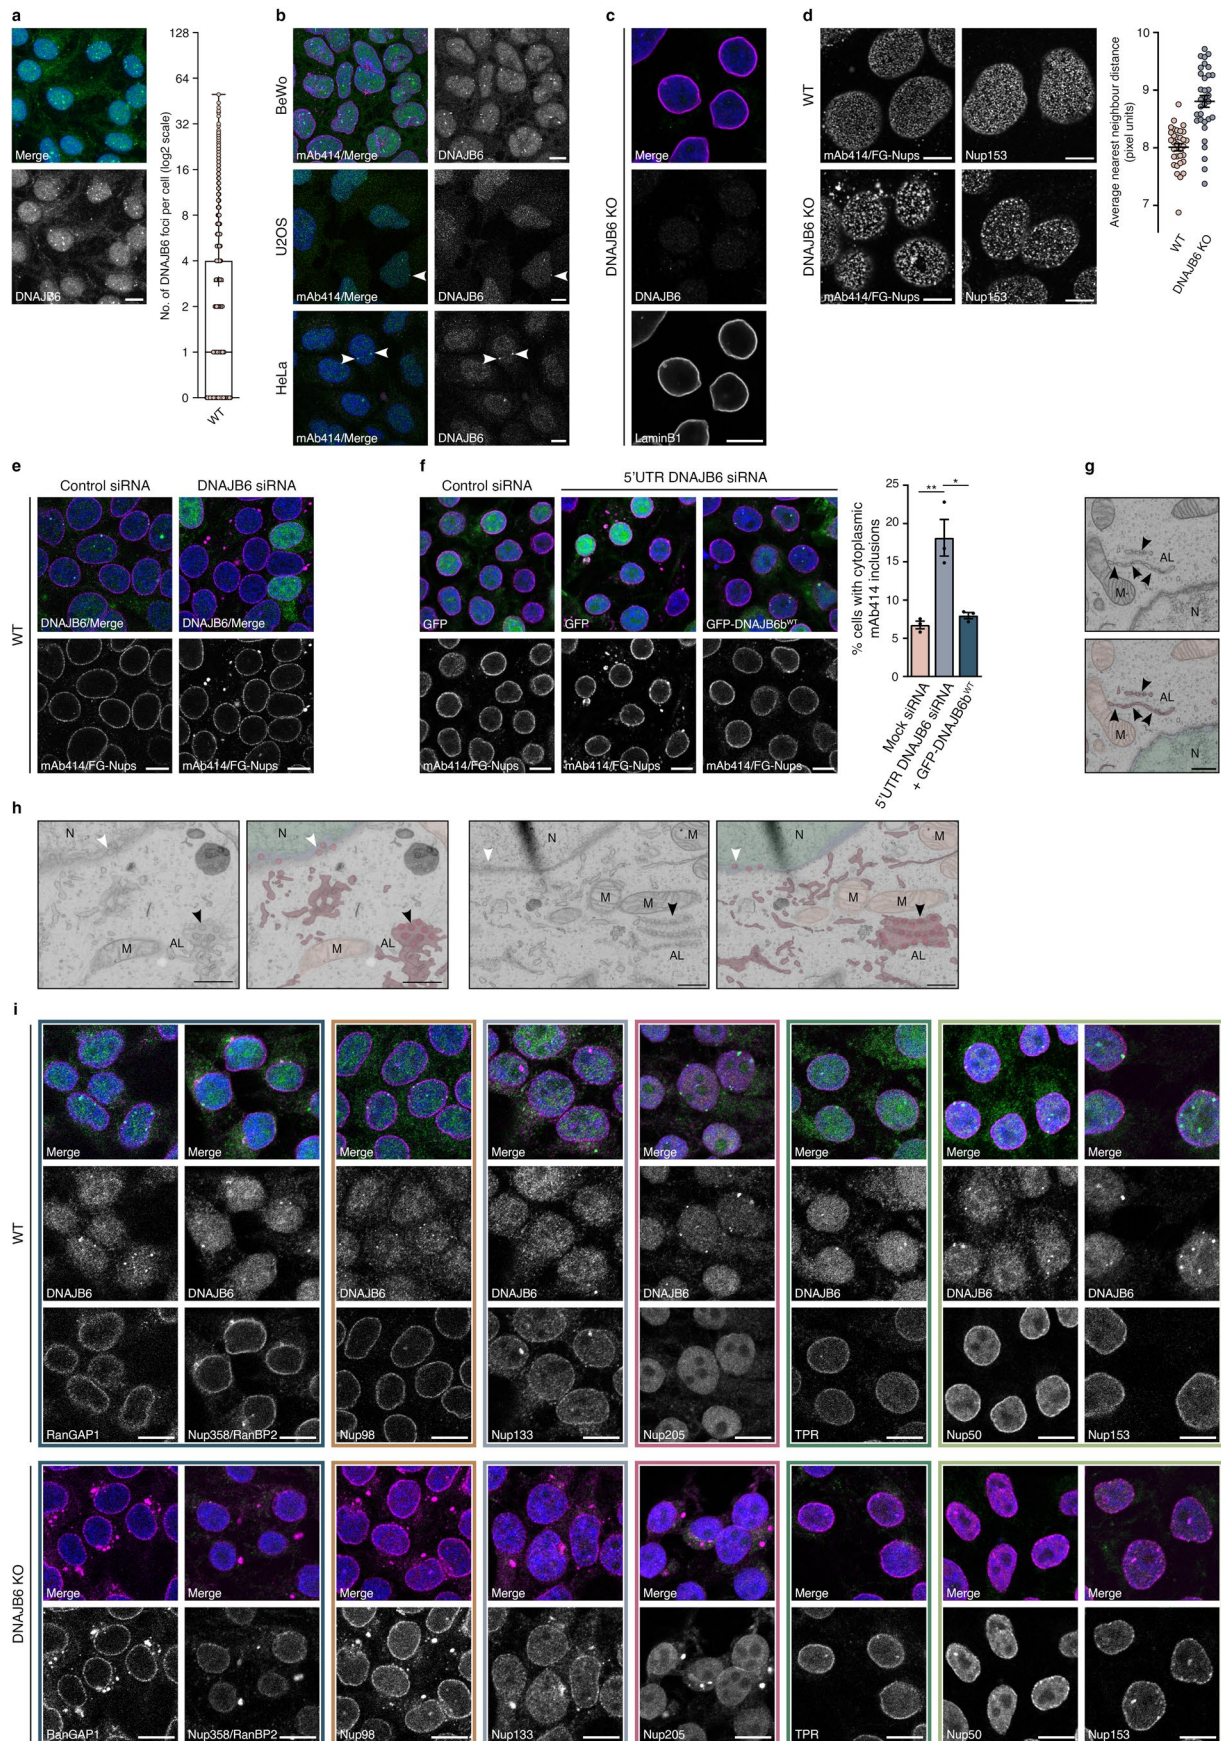 a
Merge
DNAJB6
No. of DNAJB6 foci per cell (log2 scale)
128
64
32
16
8
4
2
1
0
WT
b
BeWo
mAb414/Merge
DNAJB6
U2OS
mAb414/Merge
DNAJB6
HeLa
mAb414/Merge
DNAJB6
c
DNAJB6 KO
Merge
DNAJB6
LaminB1
d
WT
mAb414/FG-Nups
Nup153
DNAJB6 KO
mAb414/FG-Nups
Nup153
Average nearest neighbour distance
(pixel units)
10
9
8
7
WT
DNAJB6 KO
e
Control siRNA
DNAJB6 siRNA
WT
DNAJB6/Merge
DNAJB6/Merge
mAb414/FG-Nups
mAb414/FG-Nups
f
Control siRNA
5'UTR DNAJB6 siRNA
GFP
GFP
GFP-DNAJB6bWT
mAb414/FG-Nups
mAb414/FG-Nups
mAb414/FG-Nups
% cells with cytoplasmic
mAb414 inclusions
25
20
15
10
5
0
**
*
Mock siRNA
5'UTR DNAJB6 siRNA
+ GFP-DNAJB6bWT
g
AL
M
N
AL
M
N
h
N
M
AL
N
M
AL
N
M
M
M
AL
N
M
M
M
AL
i
WT
Merge
Merge
Merge
Merge
Merge
Merge
Merge
Merge
DNAJB6
DNAJB6
DNAJB6
DNAJB6
DNAJB6
DNAJB6
DNAJB6
DNAJB6
RanGAP1
Nup358/RanBP2
Nup98
Nup133
Nup205
TPR
Nup50
Nup153
DNAJB6 KO
Merge
Merge
Merge
Merge
Merge
Merge
Merge
Merge
RanGAP1
Nup358/RanBP2
Nup98
Nup133
Nup205
TPR
Nup50
Nup153